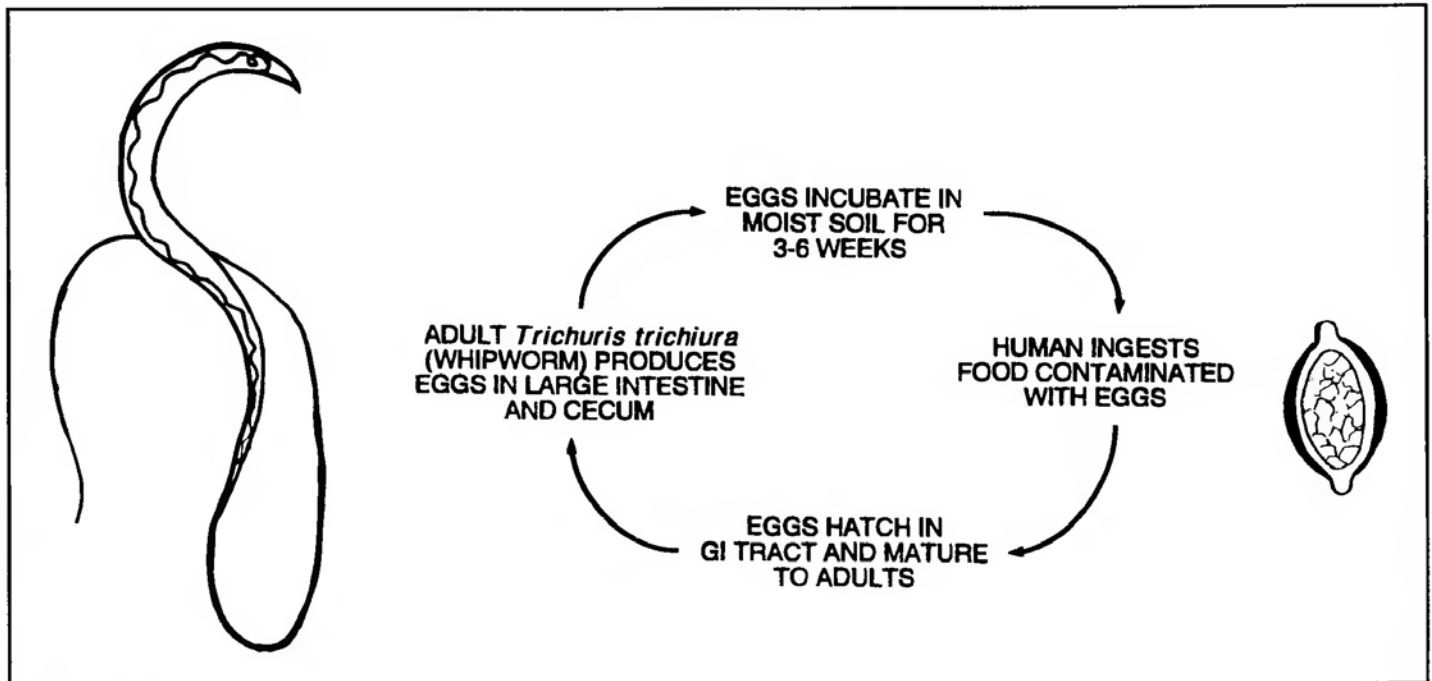 EGGS INCUBATE IN
MOIST SOIL FOR
3-6 WEEKS
HUMAN INGESTS
FOOD CONTAMINATED
WITH EGGS
EGGS HATCH IN
GI TRACT AND MATURE
TO ADULTS
ADULT Trichuris trichiura
(WHIPWORM) PRODUCES
EGGS IN LARGE INTESTINE
AND CECUM